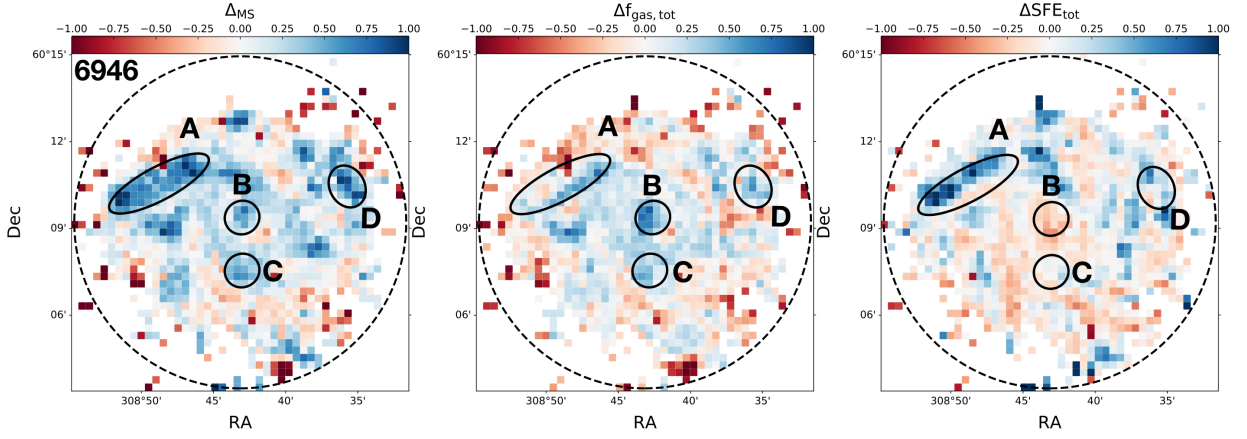 Δ_MS
−1.00 −0.75 −0.50 −0.25 0.00 0.25 0.50 0.75 1.00
60°15'
12'
09'
06'
Dec
6946
A
B
C
D
308°50' 45' 40' 35'
RA
Δf_gas, tot
−1.00 −0.75 −0.50 −0.25 0.00 0.25 0.50 0.75 1.00
60°15'
12'
09'
06'
Dec
A
B
C
D
308°50' 45' 40' 35'
RA
ΔSFE_tot
−1.00 −0.75 −0.50 −0.25 0.00 0.25 0.50 0.75 1.00
60°15'
12'
09'
06'
Dec
A
B
C
D
308°50' 45' 40' 35'
RA